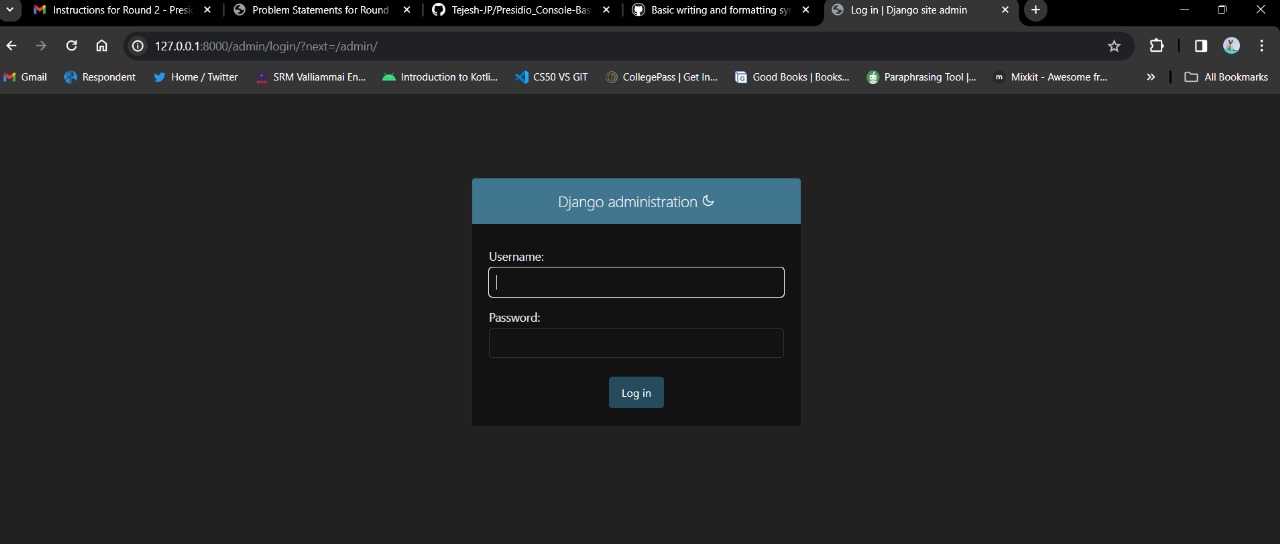 Instructions for Round 2 - Presi
Problem Statements for Round
Tejesh-JP/Presidio_Console-Bas
Basic writing and formatting sy
Log in | Django site admin
127.0.0.1:8000/admin/login/?next=/admin/
Gmail
Respondent
Home / Twitter
SRM Valliammai En...
Introduction to Kotli...
CS50 VS GIT
CollegePass | Get In...
Good Books | Books...
Paraphrasing Tool |...
m
Mixkit - Awesome fr...
All Bookmarks
Django administration
Username:
Password:
Log in